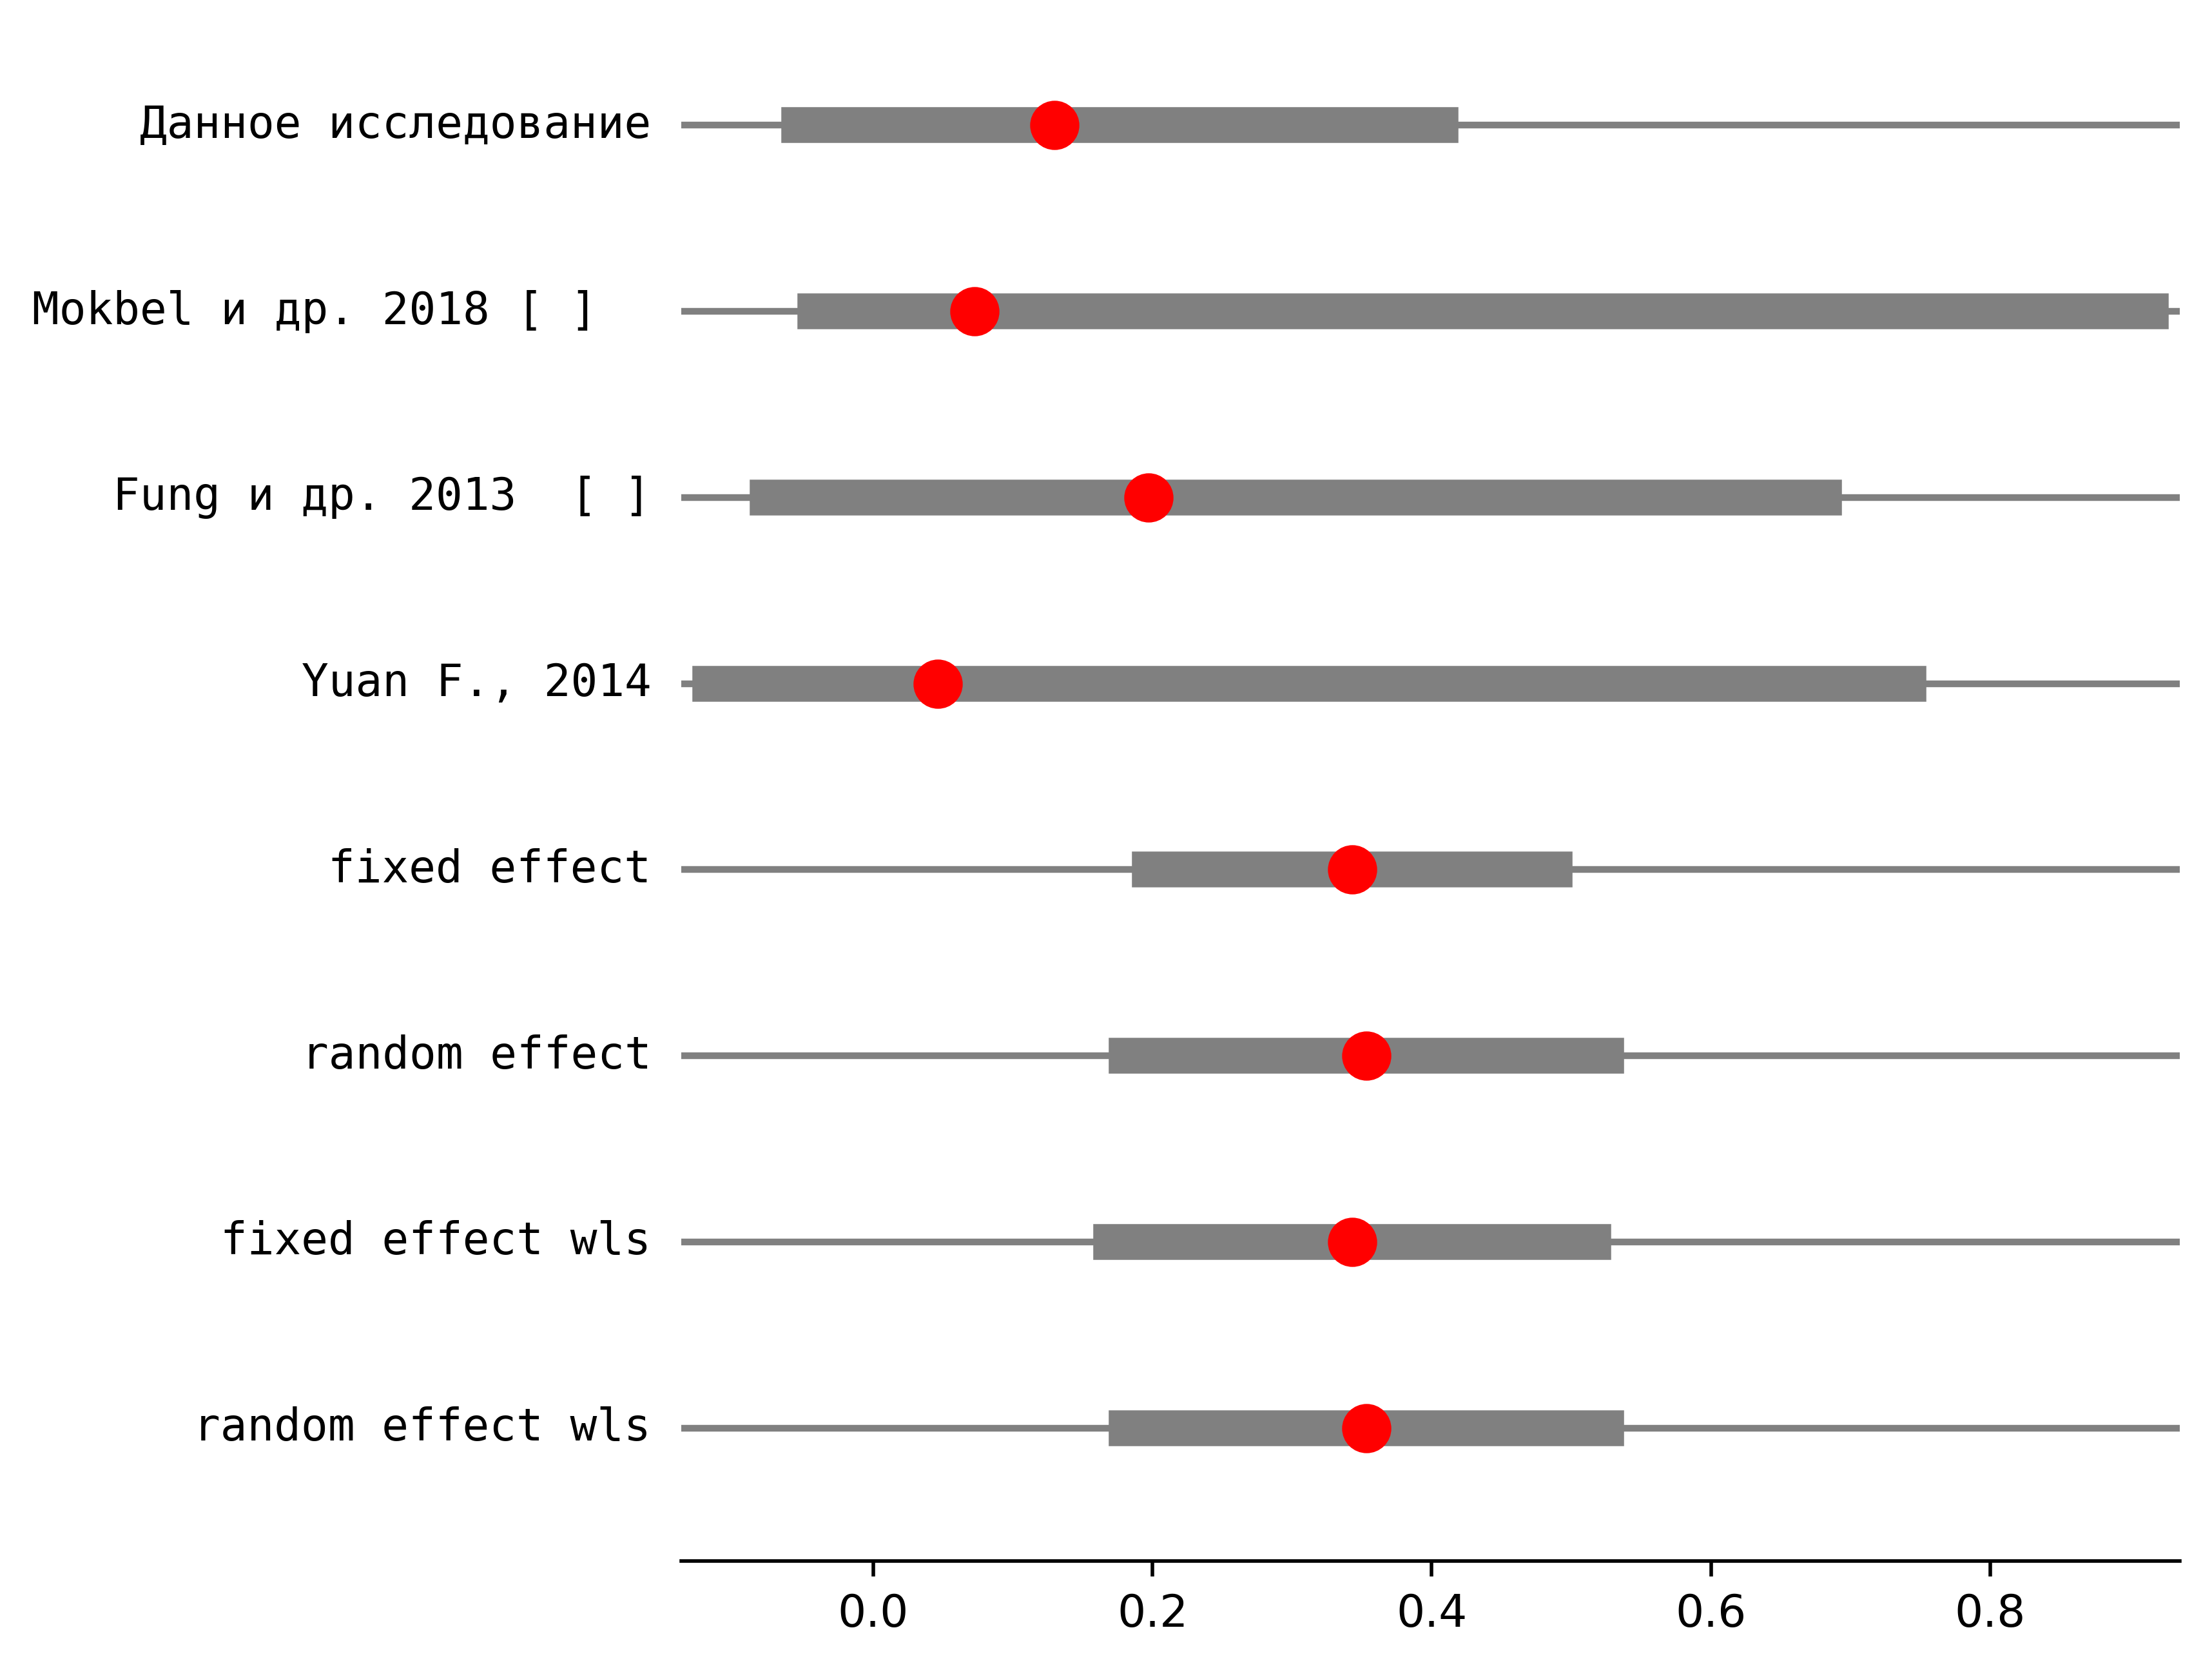 Данное исследование
Mokbel и др. 2018 [ ]
Fung и др. 2013  [ ]
Yuan F., 2014
fixed effect
random effect
fixed effect wls
random effect wls
0.0 0.2 0.4 0.6 0.8